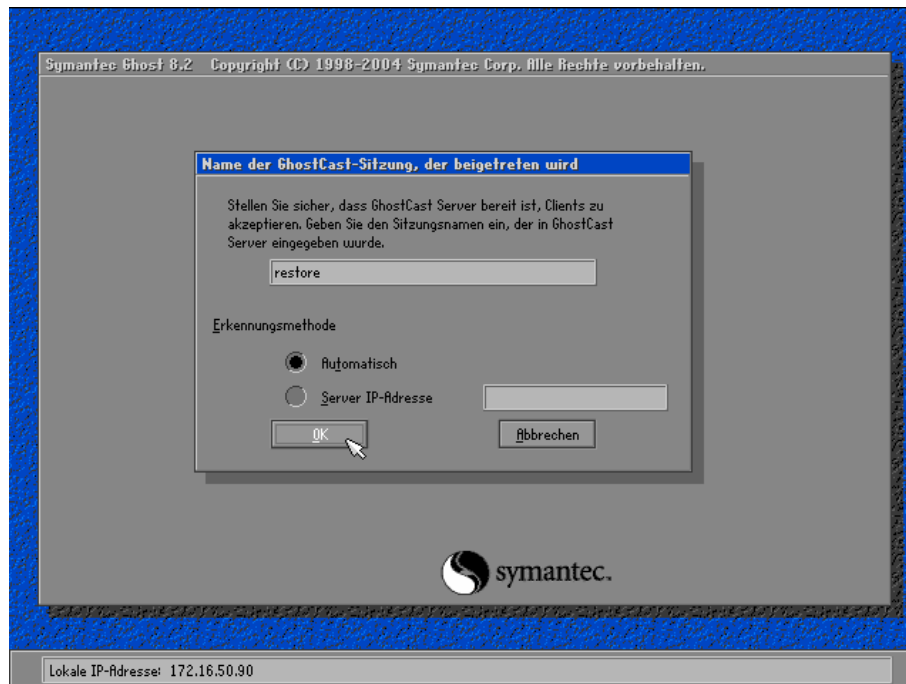 Symantec Ghost 8.2   Copyright (C) 1998-2004 Symantec Corp. Alle Rechte vorbehalten.
Name der GhostCast-Sitzung, der beigetreten wird
Stellen Sie sicher, dass GhostCast Server bereit ist, Clients zu
akzeptieren. Geben Sie den Sitzungsnamen ein, der in GhostCast
Server eingegeben wurde.
restore
Erkennungsmethode
Automatisch
Server IP-Adresse
OK
Abbrechen
symantec.
Lokale IP-Adresse: 172.16.50.90